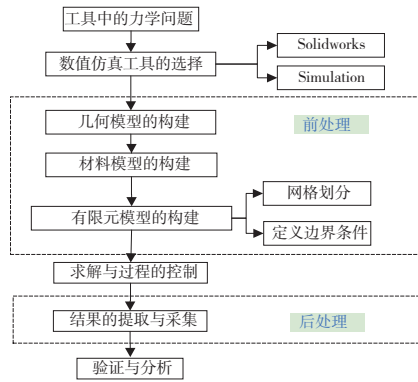 工具中的力学问题
Solidworks
数值仿真工具的选择
Simulation
几何模型的构建
前处理
材料模型的构建
网格划分
有限元模型的构建
定义边界条件
求解与过程的控制
结果的提取与采集
后处理
验证与分析